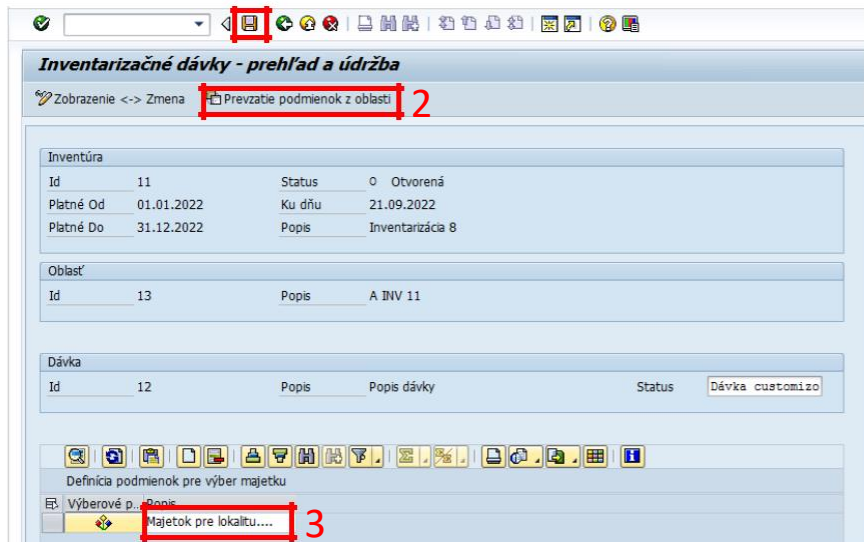 Inventarizačné dávky - prehľad a údržba
Zobrazenie <-> Zmena Prevzatie podmienok z oblasti 2
Inventúra
Id 11 Status O Otvorená
Platné Od 01.01.2022 Ku dňu 21.09.2022
Platné Do 31.12.2022 Popis Inventarizácia 8
Oblasť
Id 13 Popis A INV 11
Dávka
Id 12 Popis Popis dávky Status Dávka customizo
Definícia podmienok pre výber majetku
Výberové p... Popis
Majetok pre lokalitu.... 3